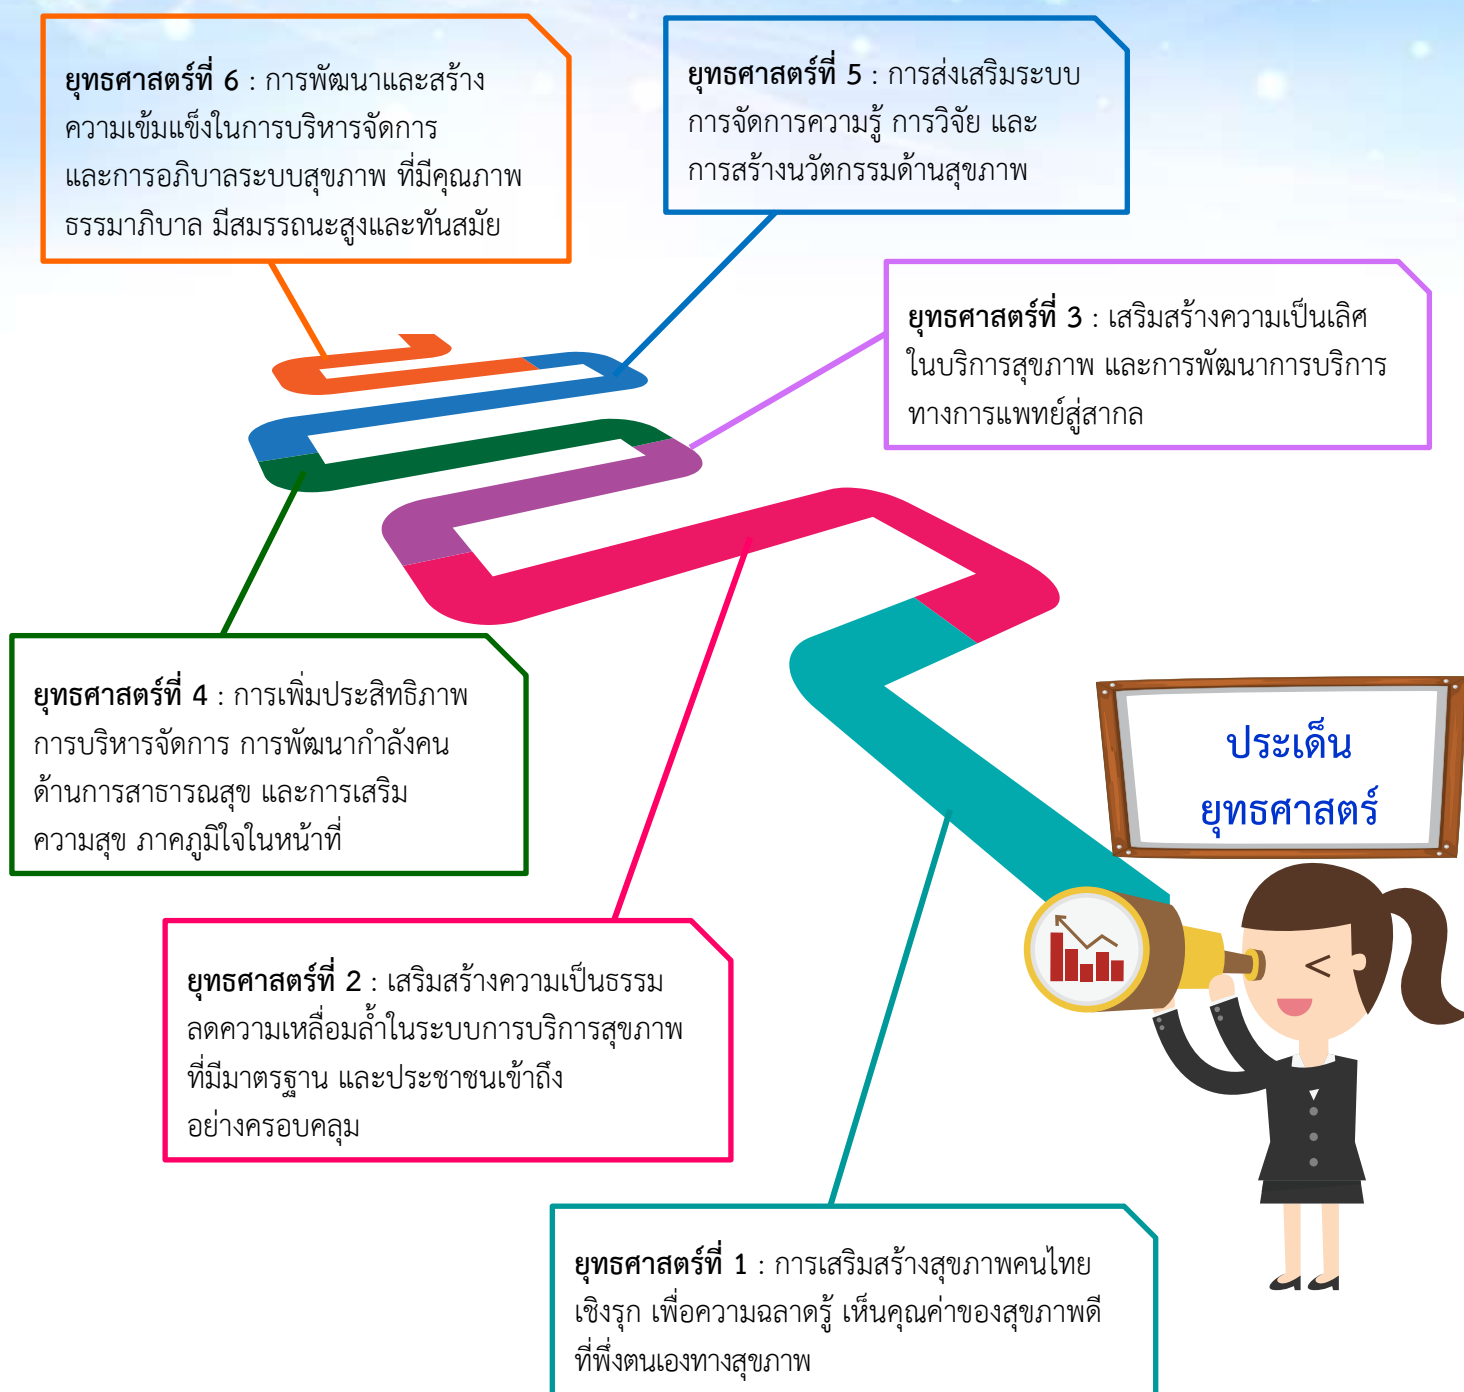 ยุทธศาสตร์ที่ 6 : การพัฒนาและสร้าง
ความเข้มแข็งในการบริหารจัดการ
และการอภิบาลระบบสุขภาพ ที่มีคุณภาพ
ธรรมาภิบาล มีสมรรถนะสูงและทันสมัย
ยุทธศาสตร์ที่ 5 : การส่งเสริมระบบ
การจัดการความรู้ การวิจัย และ
การสร้างนวัตกรรมด้านสุขภาพ
ยุทธศาสตร์ที่ 3 : เสริมสร้างความเป็นเลิศ
ในบริการสุขภาพ และการพัฒนาการบริการ
ทางการแพทย์สู่สากล
ยุทธศาสตร์ที่ 4 : การเพิ่มประสิทธิภาพ
การบริหารจัดการ การพัฒนากำลังคน
ด้านการสาธารณสุข และการเสริม
ความสุข ภาคภูมิใจในหน้าที่
ประเด็น
ยุทธศาสตร์
ยุทธศาสตร์ที่ 2 : เสริมสร้างความเป็นธรรม
ลดความเหลื่อมล้ำในระบบการบริการสุขภาพ
ที่มีมาตรฐาน และประชาชนเข้าถึง
อย่างครอบคลุม
ยุทธศาสตร์ที่ 1 : การเสริมสร้างสุขภาพคนไทย
เชิงรุก เพื่อความฉลาดรู้ เห็นคุณค่าของสุขภาพดี
ที่พึ่งตนเองทางสุขภาพ